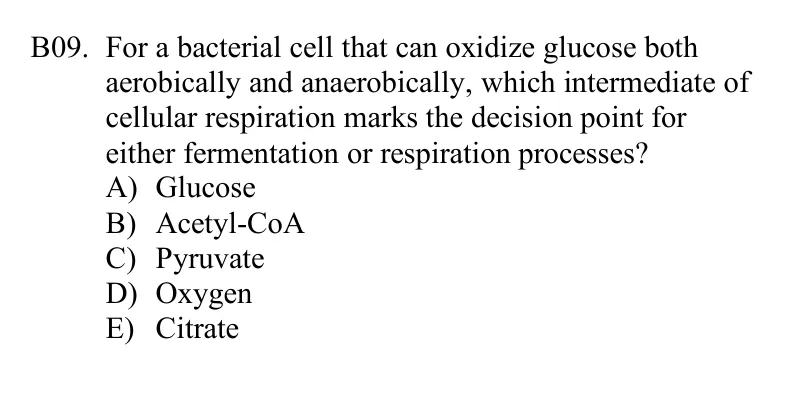 B09. For a bacterial cell that can oxidize glucose both
aerobically and anaerobically, which intermediate of
cellular respiration marks the decision point for
either fermentation or respiration processes?
A) Glucose
B) Acetyl-CoA
C) Pyruvate
D) Oxygen
E) Citrate